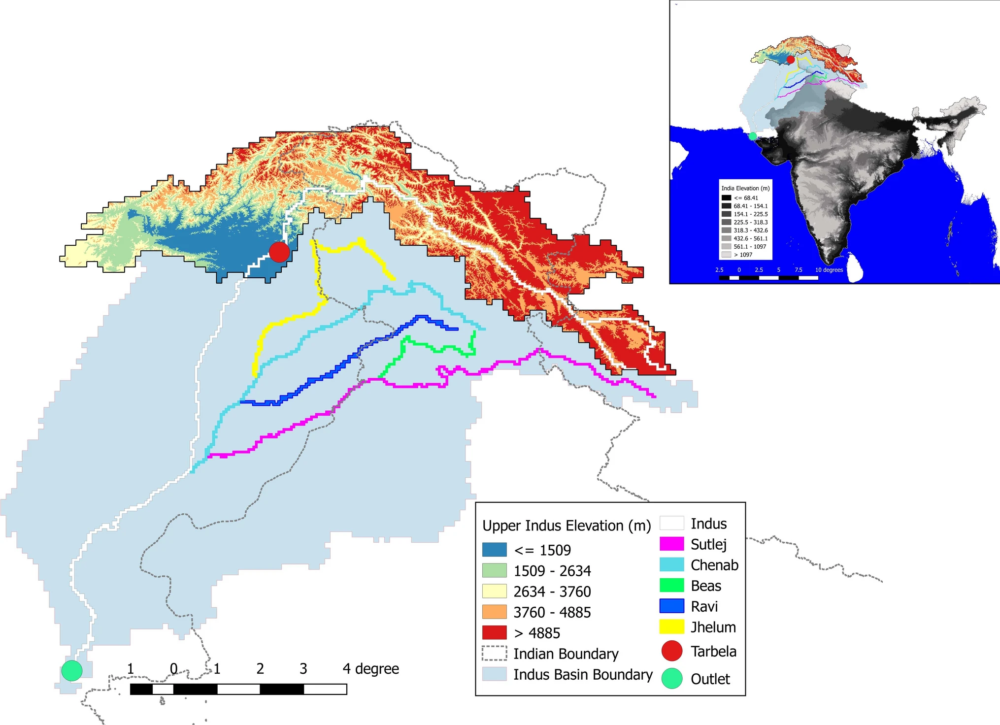 India Elevation (m)
<= 68.41
68.41 - 154.1
154.1 - 225.5
225.5 - 318.3
318.3 - 432.6
432.6 - 561.1
561.1 - 1097
> 1097
2.5 0 2.5 5 7.5 10 degrees
Upper Indus Elevation (m)
<= 1509
1509 - 2634
2634 - 3760
3760 - 4885
> 4885
Indian Boundary
Indus Basin Boundary
Indus
Sutlej
Chenab
Beas
Ravi
Jhelum
Tarbela
Outlet
1 0 1 2 3 4 degree